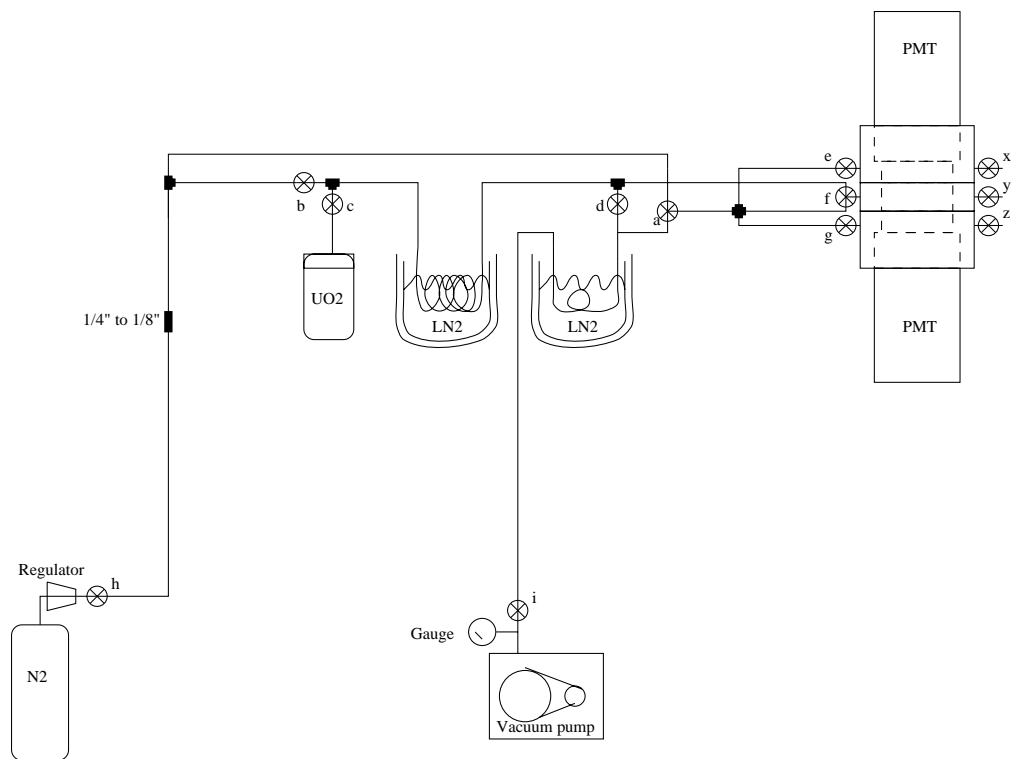 PMT
e
x
f
y
g
z
b
c
d
a
UO2
LN2
LN2
1/4" to 1/8"
PMT
Regulator
h
i
Gauge
N2
Vacuum pump